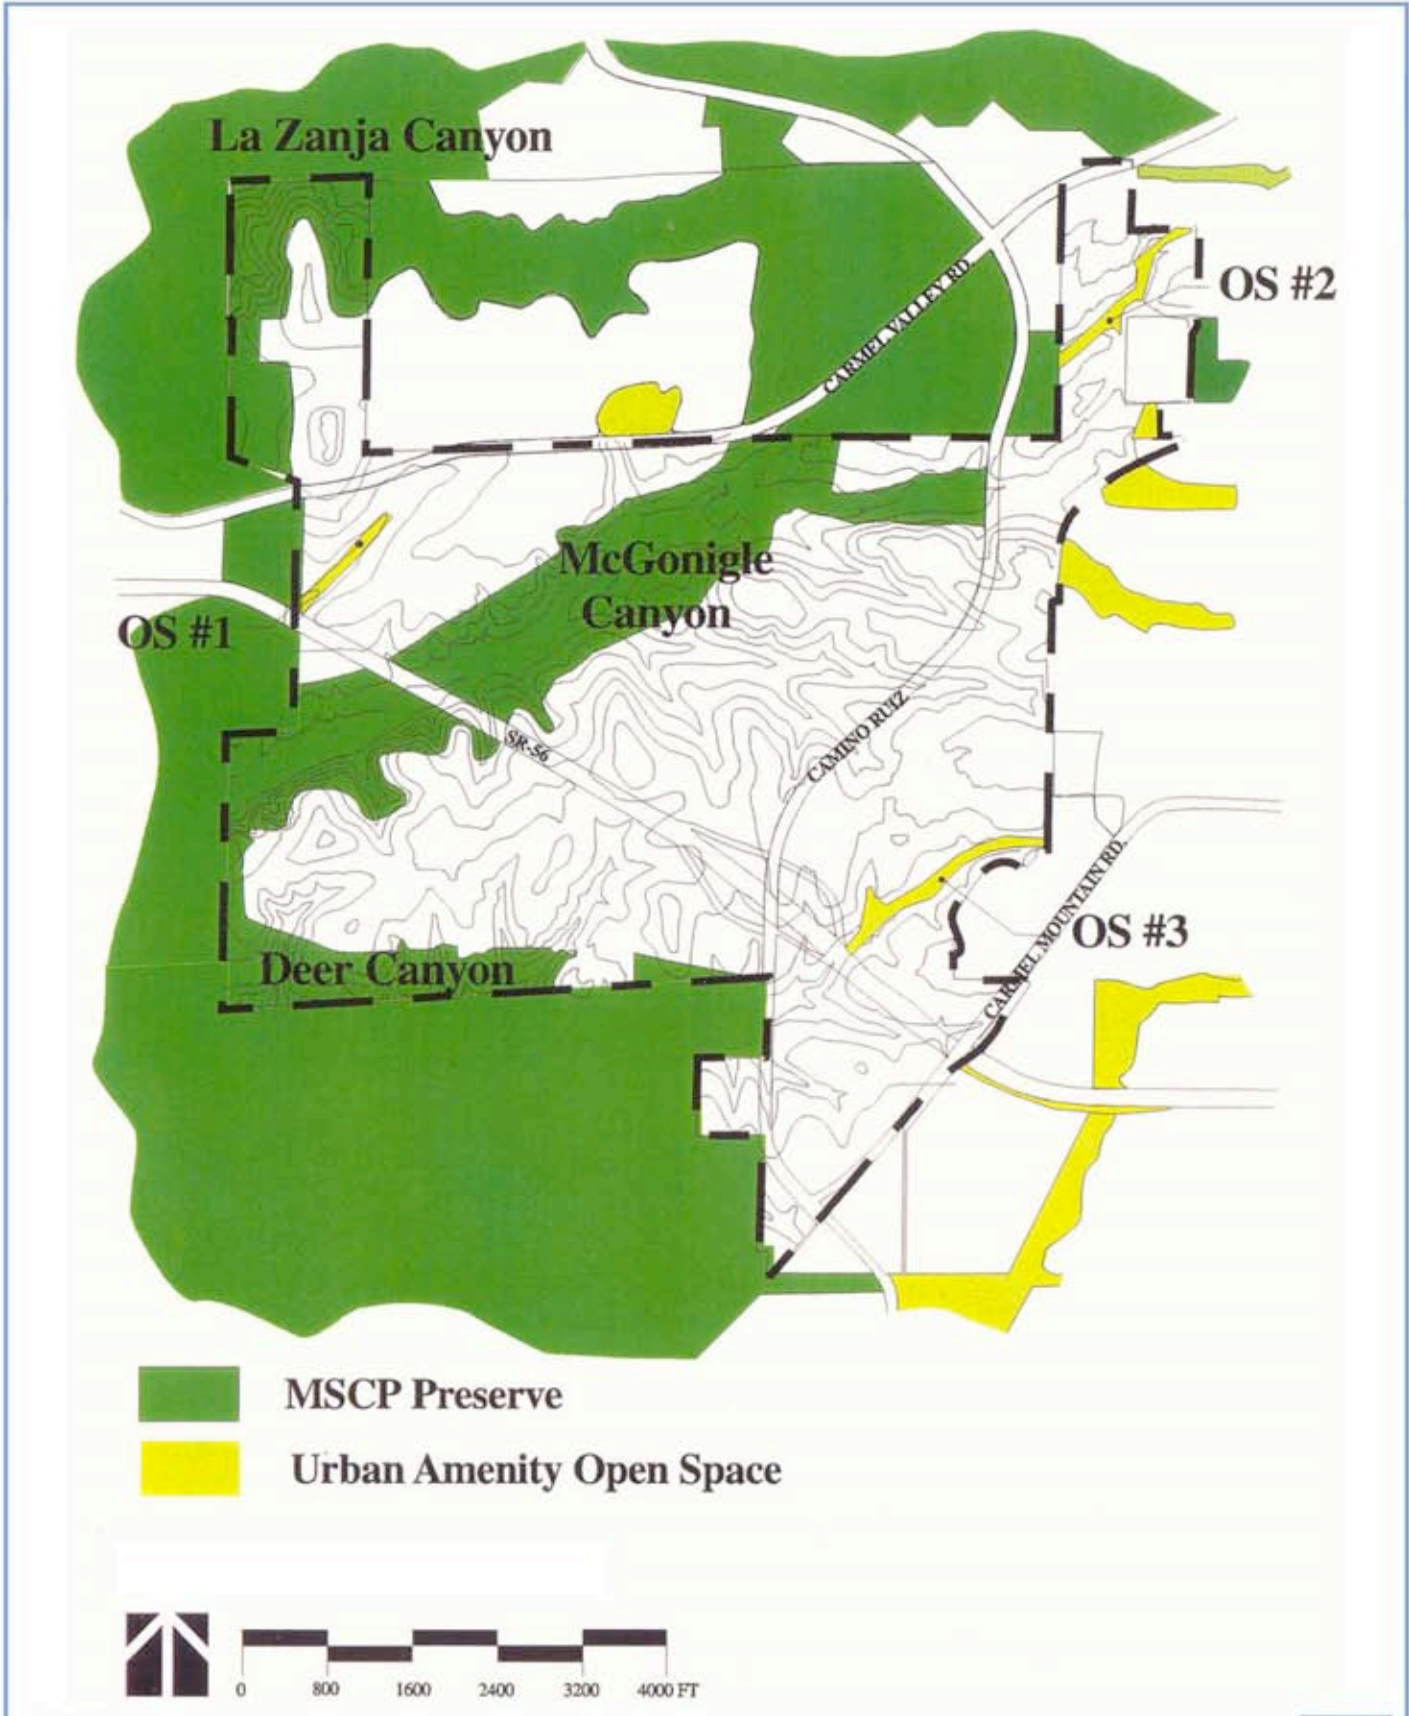 La Zanja Canyon
OS #2
CARMEL VALLEY RD.
McGonigle
Canyon
OS #1
SR-56
CAMINO RUIZ
CARMEL MOUNTAIN RD.
OS #3
Deer Canyon
MSCP Preserve
Urban Amenity Open Space
0 800 1600 2400 3200 4000 FT